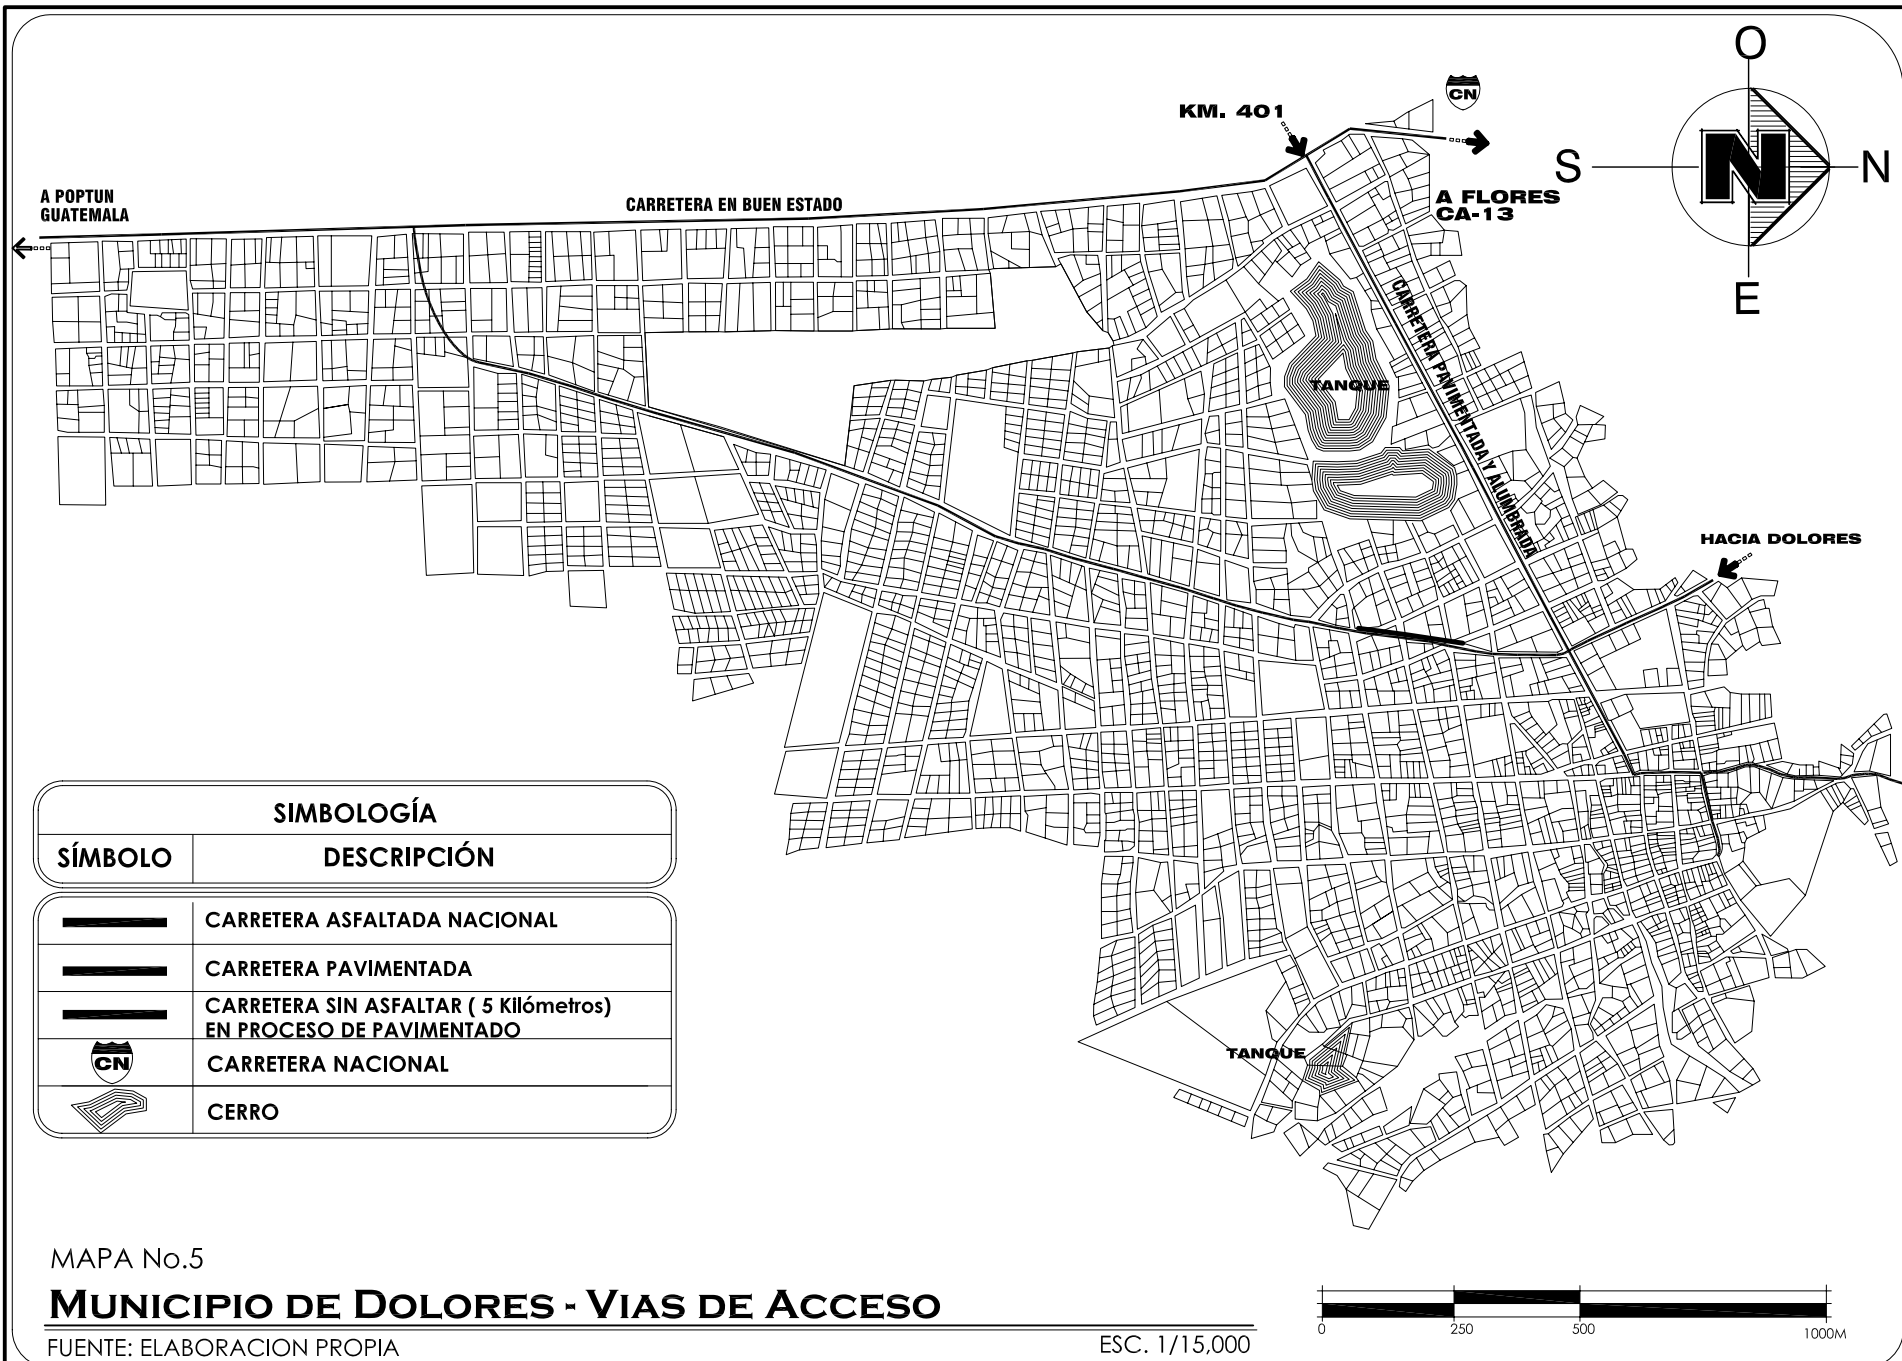 O
S
N
N
E
CN
KM. 401
A FLORES
CA-13
A POPTUN
GUATEMALA
CARRETERA EN BUEN ESTADO
CARRETERA PAVIMENTADA Y ALUMBRADA
TANQUE
HACIA DOLORES
TANQUE
SIMBOLOGÍA
SÍMBOLO DESCRIPCIÓN
CARRETERA ASFALTADA NACIONAL
CARRETERA PAVIMENTADA
CARRETERA SIN ASFALTAR ( 5 Kilómetros)
EN PROCESO DE PAVIMENTADO
CN CARRETERA NACIONAL
CERRO
MAPA No.5
MUNICIPIO DE DOLORES - VIAS DE ACCESO
FUENTE: ELABORACION PROPIA
ESC. 1/15,000
0 250 500 1000M